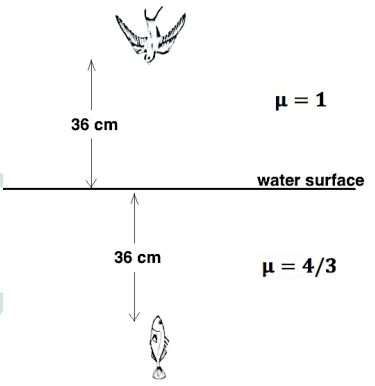 μ = 1
36 cm
water surface
36 cm
μ = 4/3